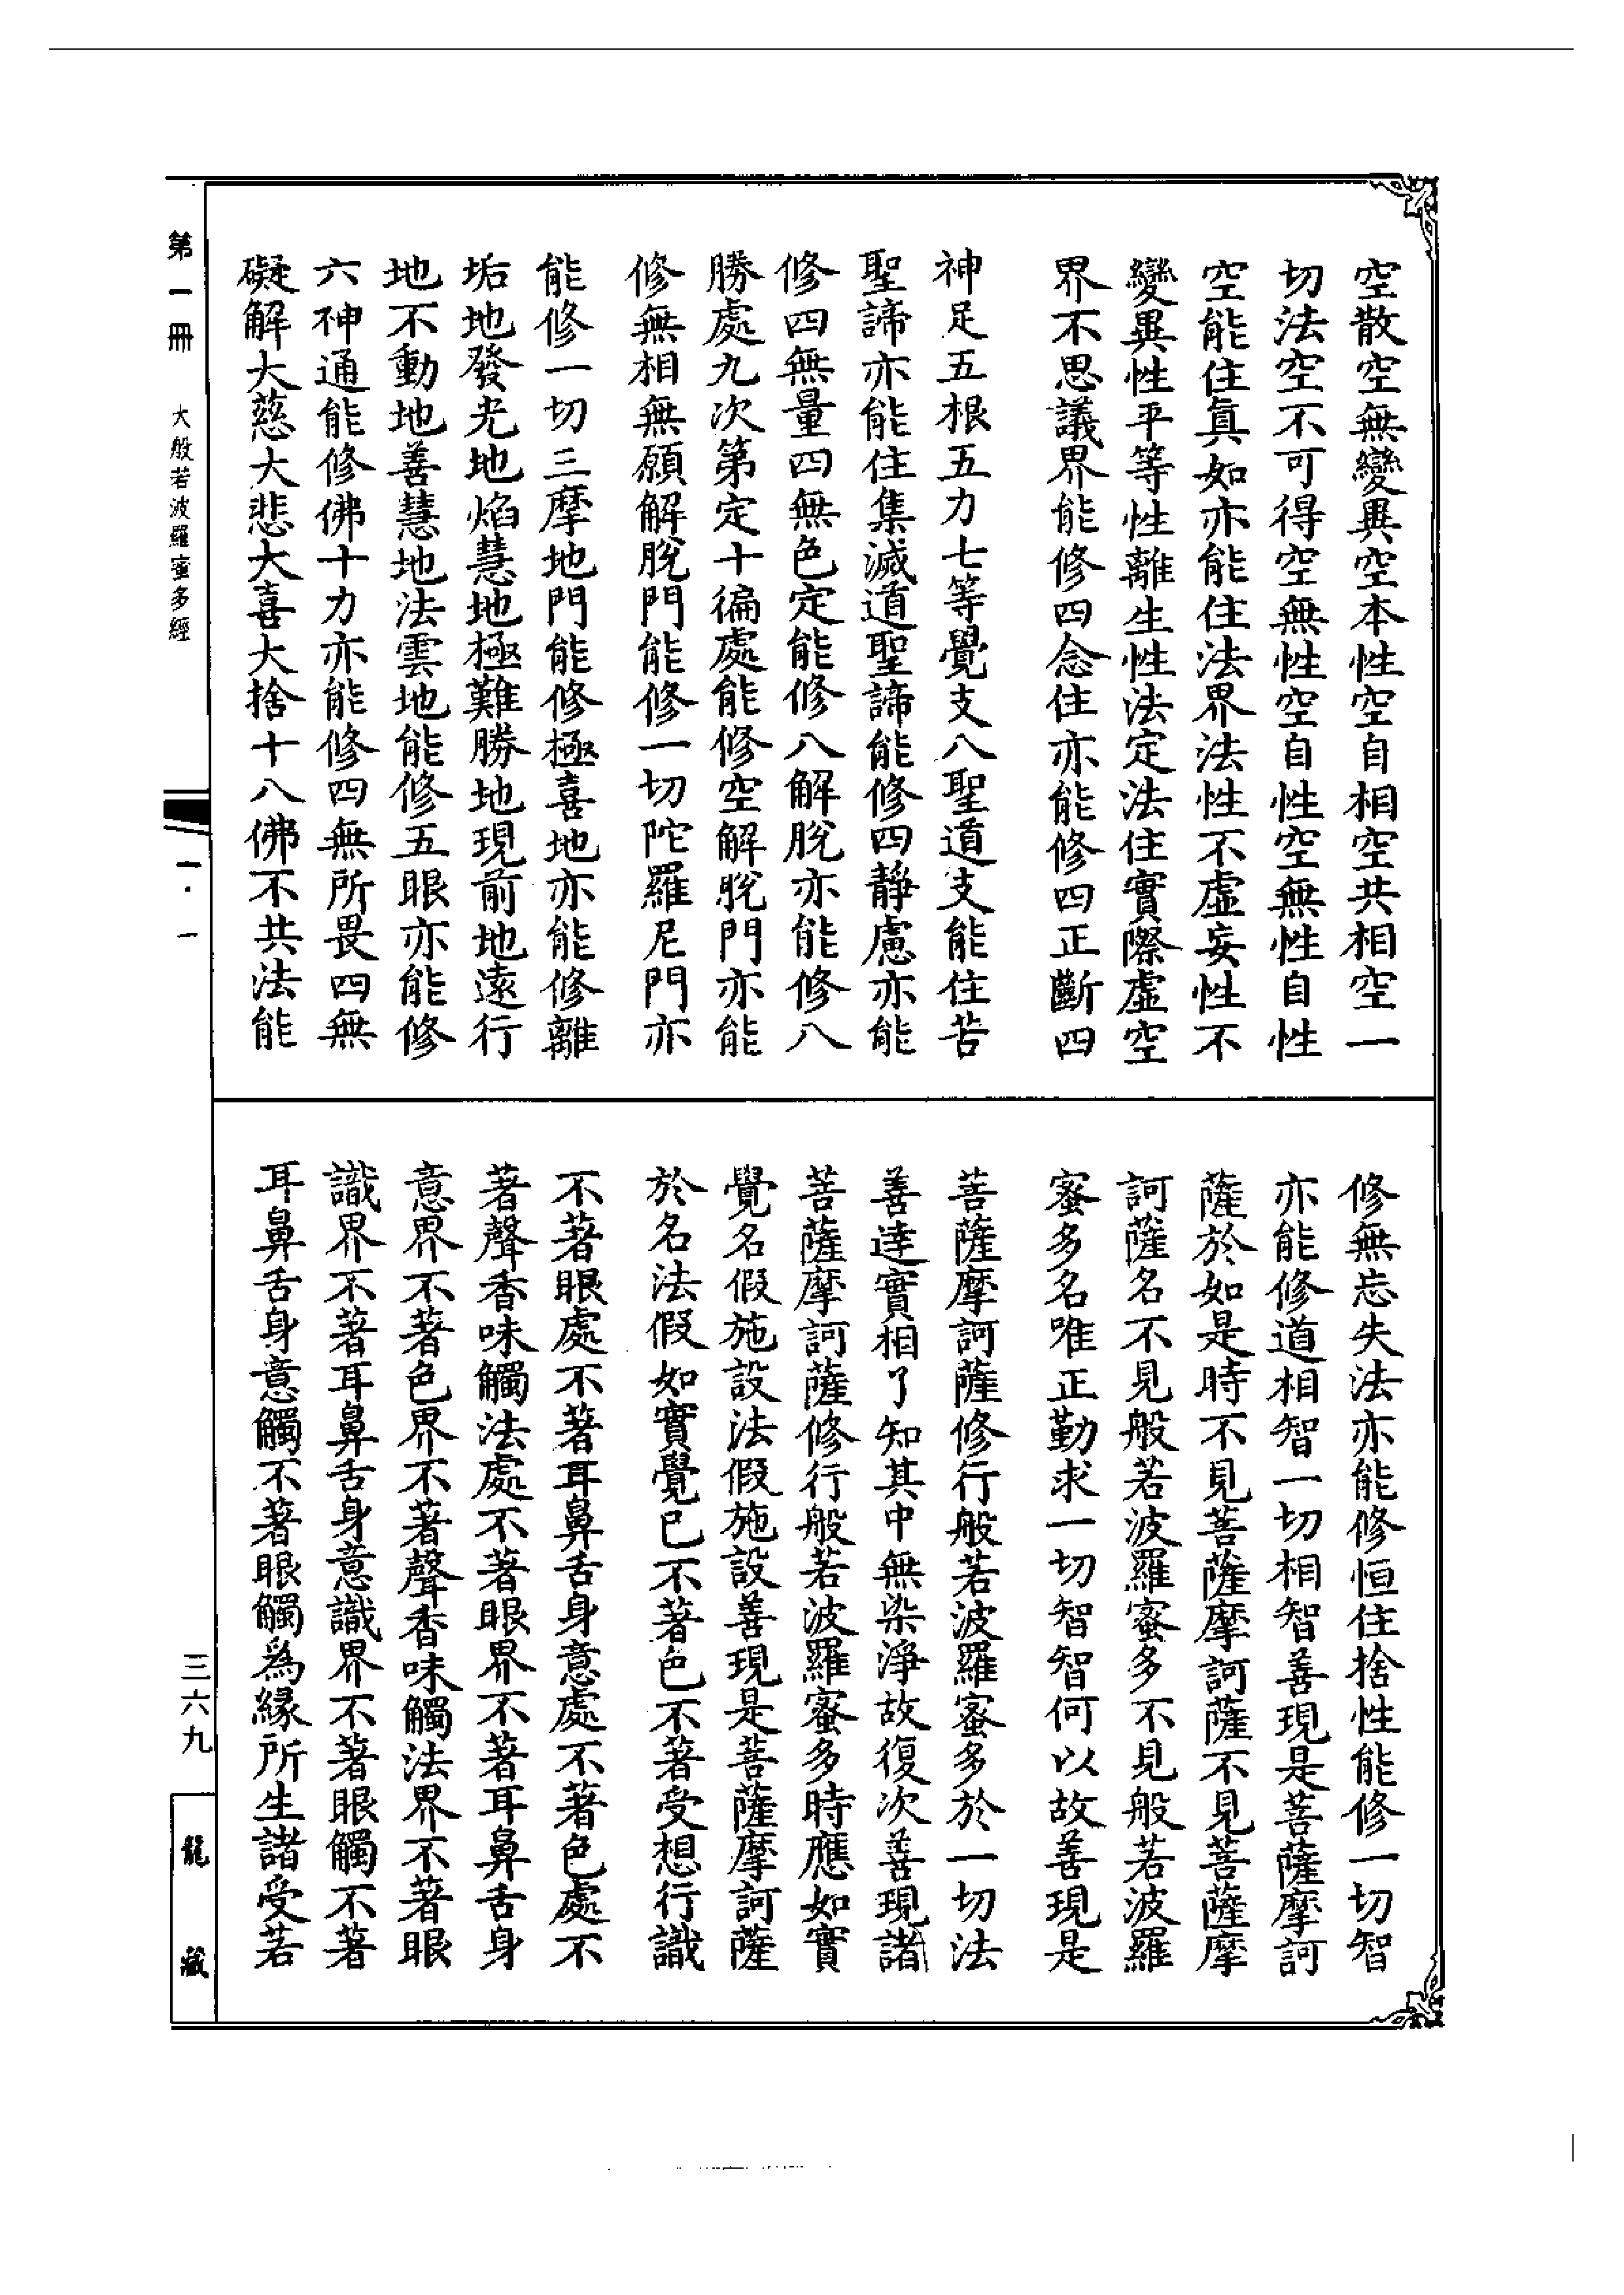 空散空無變異空本性空自相空共相空一
切法空不可得空無性空自性空無性自性
空能住真如亦能住法界法性不虛妄性不
變異性平等性離生性法定法住實際虛空
界不思議界能修四念住亦能修四正斷四
神足五根五力七等覺支八聖道支能住苦
聖諦亦能住集滅道聖諦能修四靜慮亦能
修四無量四無色定能修八解脫亦能修八
勝處九次第定十徧處能修空解脫門亦能
修無相無願解脫門能修一切陀羅尼門亦
能修一切三摩地門能修極喜地亦能修離
垢地發光地焰慧地極難勝地現前地遠行
地不動地善慧地法雲地能修五眼亦能修
六神通能修佛十力亦能修四無所畏四無
礙解大慈大悲大喜大捨十八佛不共法能
修無忘失法亦能修恒住捨性能修一切智
亦能修道相智一切相智善現是菩薩摩訶
薩於如是時不見菩薩摩訶薩不見菩薩摩
訶薩名不見般若波羅蜜多不見般若波羅
蜜多名唯正勤求一切智智何以故善現是
菩薩摩訶薩修行般若波羅蜜多於一切法
善達實相了知其中無染淨故復次善現諸
菩薩摩訶薩修行般若波羅蜜多時應如實
覺名假施設法假施設善現是菩薩摩訶薩
於名法假如實覺已不著色不著受想行識
不著眼處不著耳鼻舌身意處不著色處不
著聲香味觸法處不著眼界不著耳鼻舌身
意界不著色界不著聲香味觸法界不著眼
識界不著耳鼻舌身意識界不著眼觸不著
耳鼻舌身意觸不著眼觸為緣所生諸受若
第一冊 大般若波羅蜜多經
一·一
三六九
龍藏